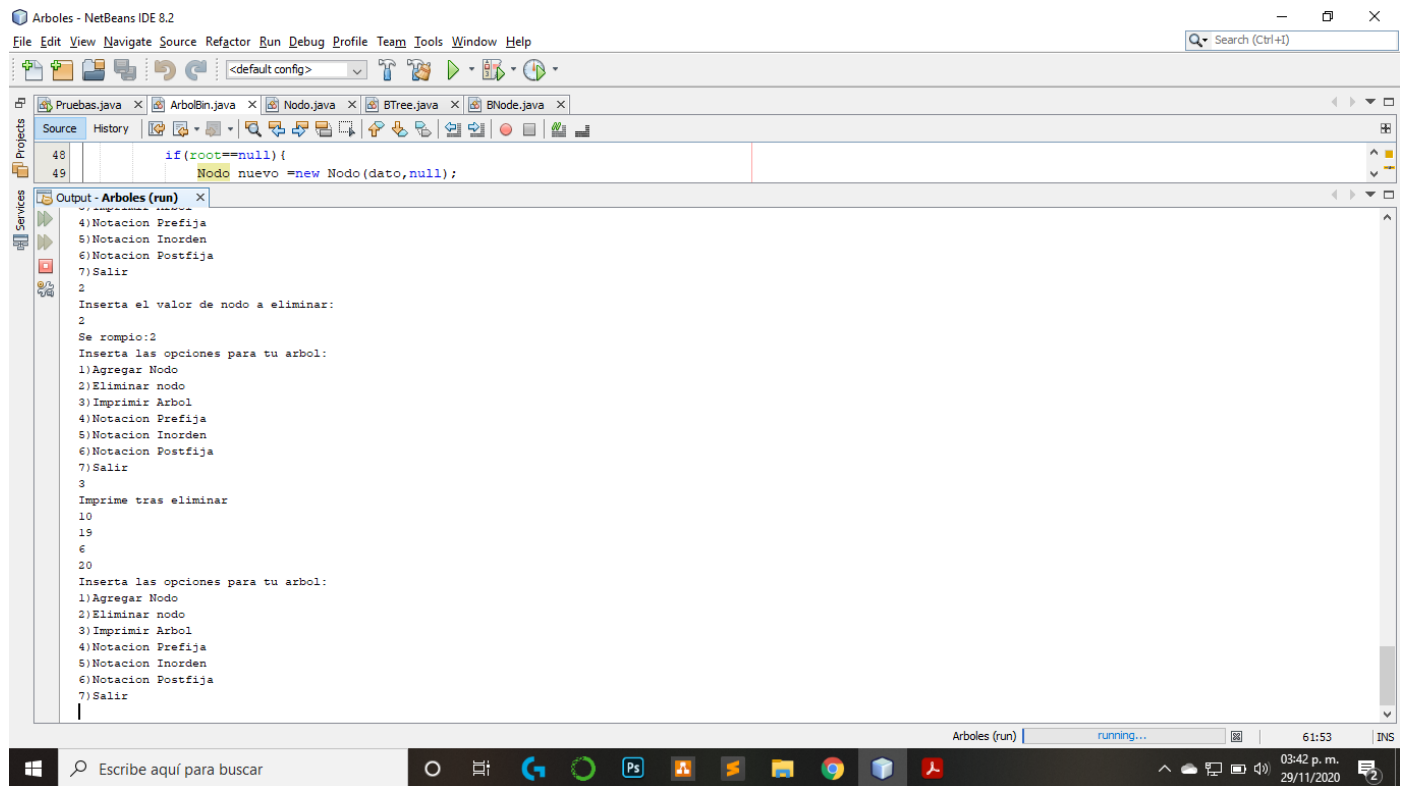 Arboles - NetBeans IDE 8.2
File Edit View Navigate Source Refactor Run Debug Profile Team Tools Window Help
Search (Ctrl+I)
<default config>
Pruebas.java ArbolBin.java Nodo.java BTree.java BNode.java
Projects
Services
Source History
48 if(root==null){
49 Nodo nuevo =new Nodo(dato,null);
Output - Arboles (run)
3)Imprimir Arbol
4)Notacion Prefija
5)Notacion Inorden
6)Notacion Postfija
7)Salir
2
Inserta el valor de nodo a eliminar:
2
Se rompio:2
Inserta las opciones para tu arbol:
1)Agregar Nodo
2)Eliminar nodo
3)Imprimir Arbol
4)Notacion Prefija
5)Notacion Inorden
6)Notacion Postfija
7)Salir
3
Imprime tras eliminar
10
19
6
20
Inserta las opciones para tu arbol:
1)Agregar Nodo
2)Eliminar nodo
3)Imprimir Arbol
4)Notacion Prefija
5)Notacion Inorden
6)Notacion Postfija
7)Salir
Arboles (run) running... 61:53 INS
Escribe aquí para buscar
Ps
03:42 p. m.
29/11/2020
2